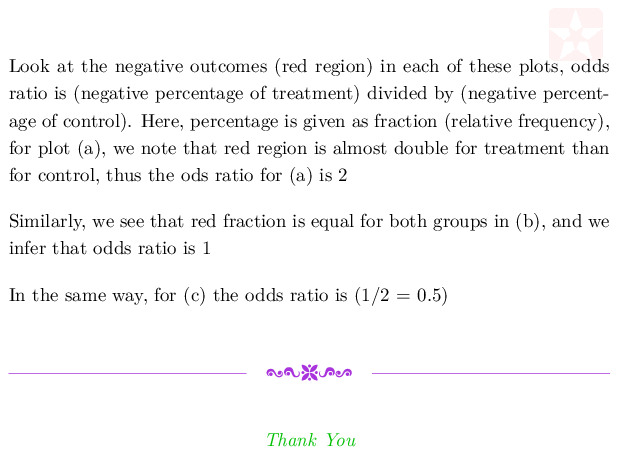 Look at the negative outcomes (red region) in each of these plots, odds
ratio is (negative percentage of treatment) divided by (negative percent-
age of control). Here, percentage is given as fraction (relative frequency),
for plot (a), we note that red region is almost double for treatment than
for control, thus the ods ratio for (a) is 2
Similarly, we see that red fraction is equal for both groups in (b), and we
infer that odds ratio is 1
In the same way, for (c) the odds ratio is (1/2 = 0.5)
Thank You